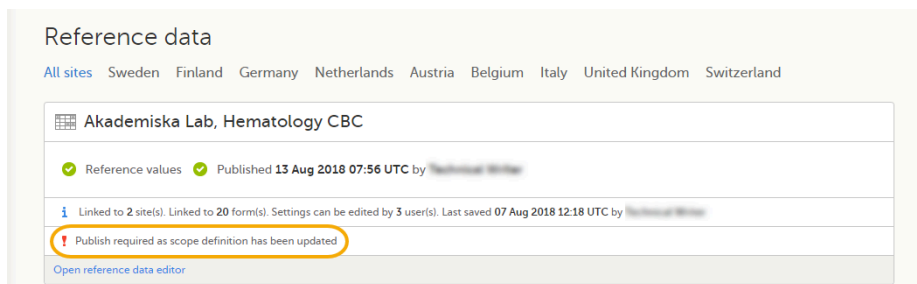 Reference data
All sites Sweden Finland Germany Netherlands Austria Belgium Italy United Kingdom Switzerland
Akademiska Lab, Hematology CBC
Reference values Published 13 Aug 2018 07:56 UTC by
Linked to 2 site(s). Linked to 20 form(s). Settings can be edited by 3 user(s). Last saved 07 Aug 2018 12:18 UTC by
Publish required as scope definition has been updated
Open reference data editor